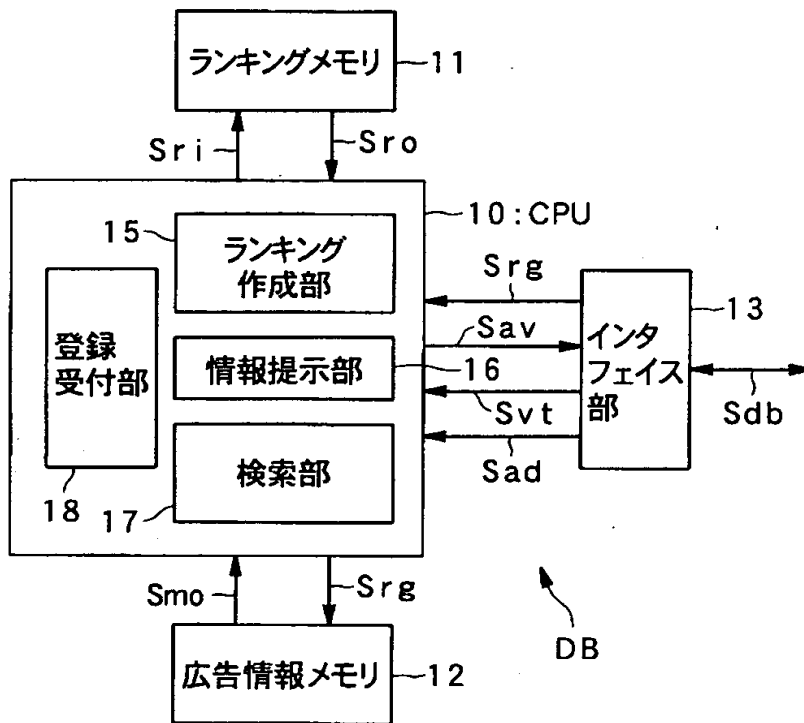 ランキングメモリ
11
Sri
Sro
10:CPU
15
ランキング
作成部
Srg
13
登録
受付部
Sav
インタ
フェイス
部
情報提示部
16
Svt
Sdb
Sad
検索部
18
17
Smo
Srg
DB
広告情報メモリ
12